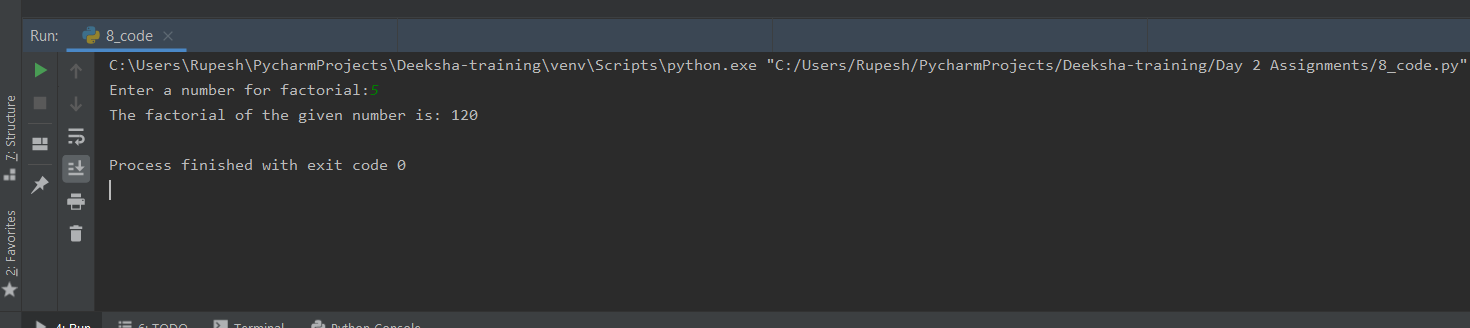 Run: 8_code
C:\Users\Rupesh\PycharmProjects\Deeksha-training\venv\Scripts\python.exe "C:/Users/Rupesh/PycharmProjects/Deeksha-training/Day 2 Assignments/8_code.py"
Enter a number for factorial:5
The factorial of the given number is: 120
Process finished with exit code 0
7: Structure
2: Favorites
4: Run 6: TODO Terminal Python Console